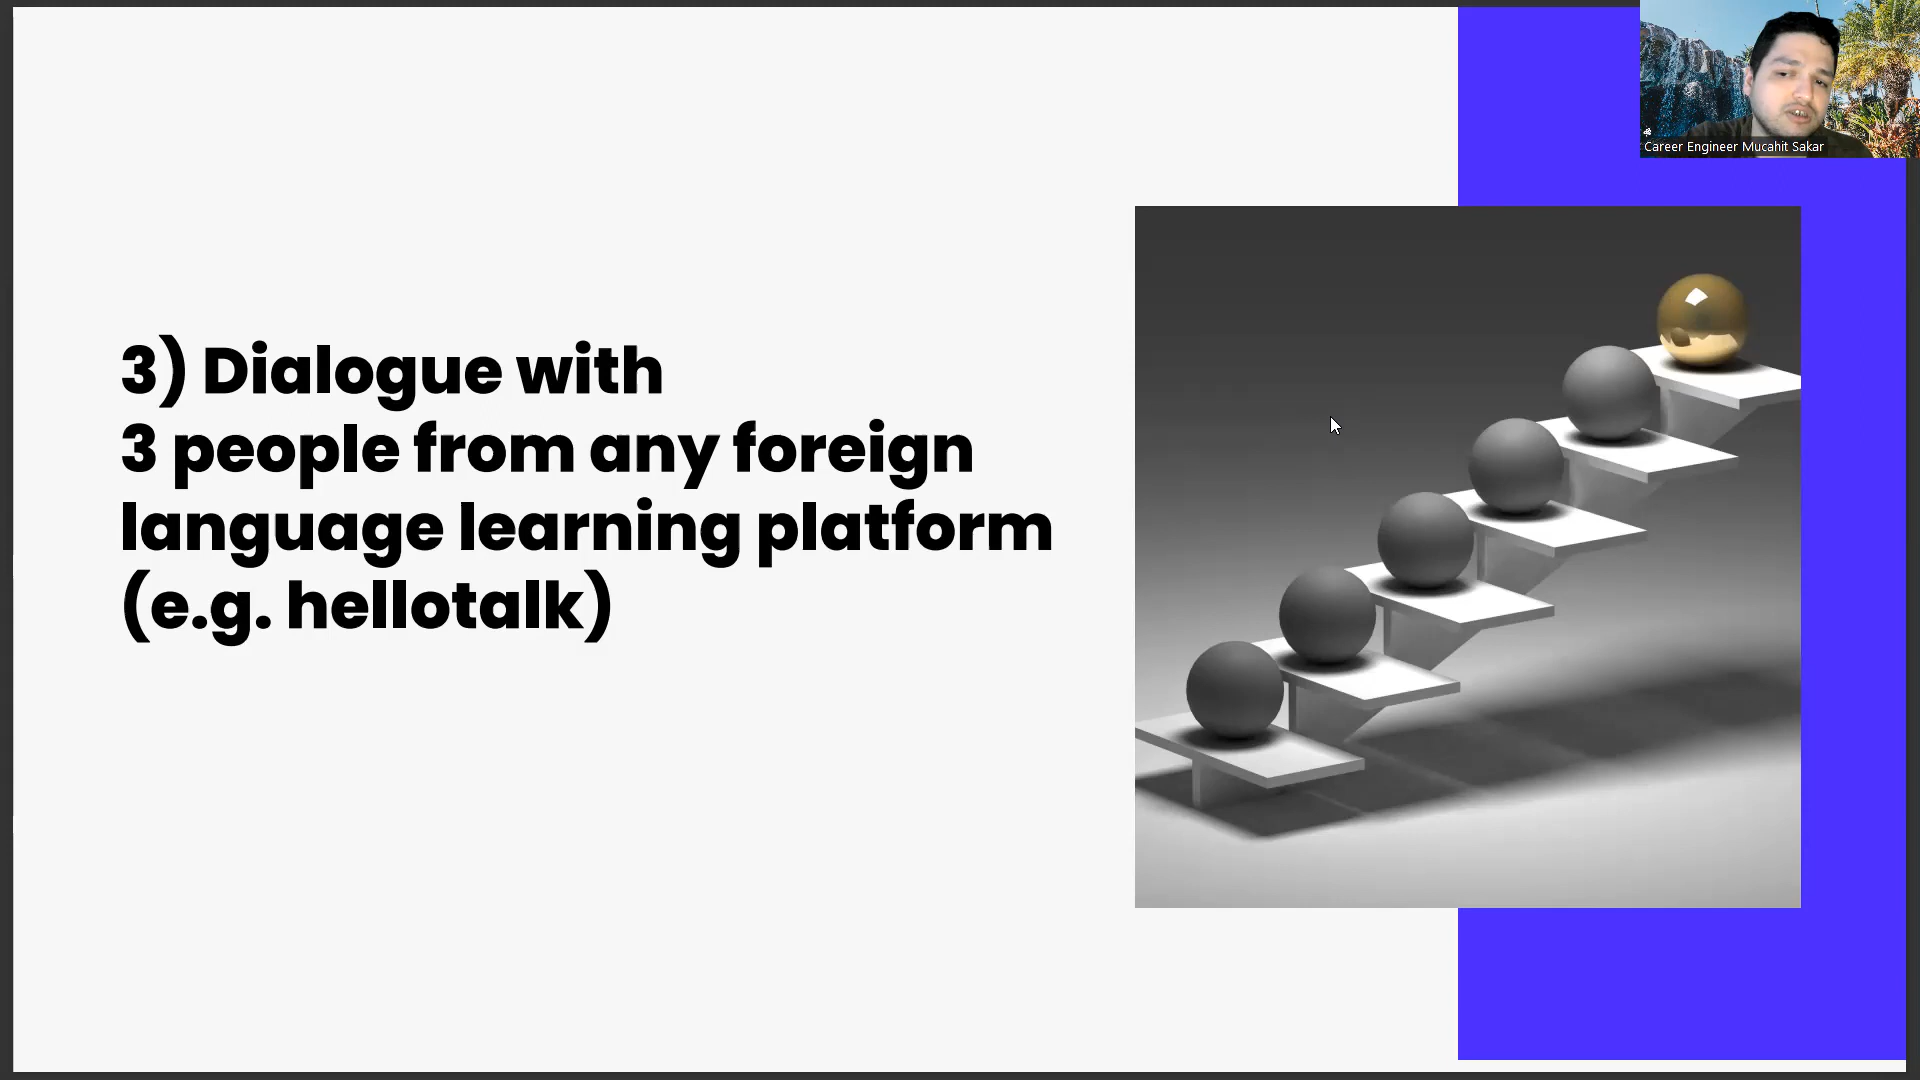 3) Dialogue with
3 people from any foreign
language learning platform
(e.g. hellotalk)
Career Engineer Mucahit Sakar